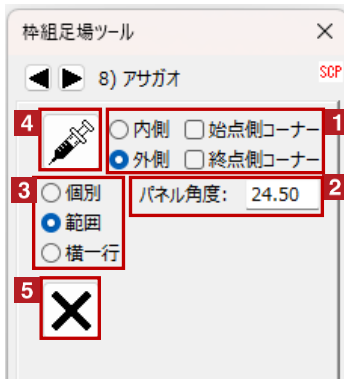 枠組足場ツール
8) アサガオ
SCP
4
内側 始点側コーナー 1
外側 終点側コーナー
3 個別 パネル角度: 24.50 2
範囲
横一行
5